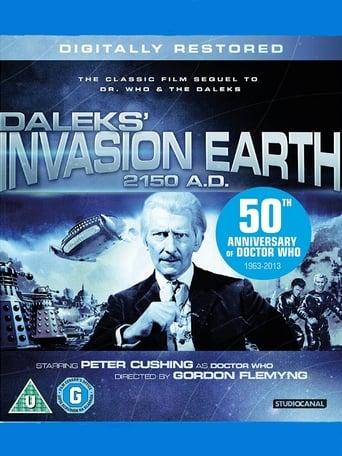 DIGITALLY RESTORED
THE CLASSIC FILM SEQUEL TO
DR. WHO & THE DALEKS
DALEKS'
INVASION EARTH
2150 A.D.
50TH
ANNIVERSARY
OF DOCTOR WHO
1963-2013
STARRING PETER CUSHING AS DOCTOR WHO
DIRECTED BY GORDON FLEMYNG
U
G
STUDIOCANAL